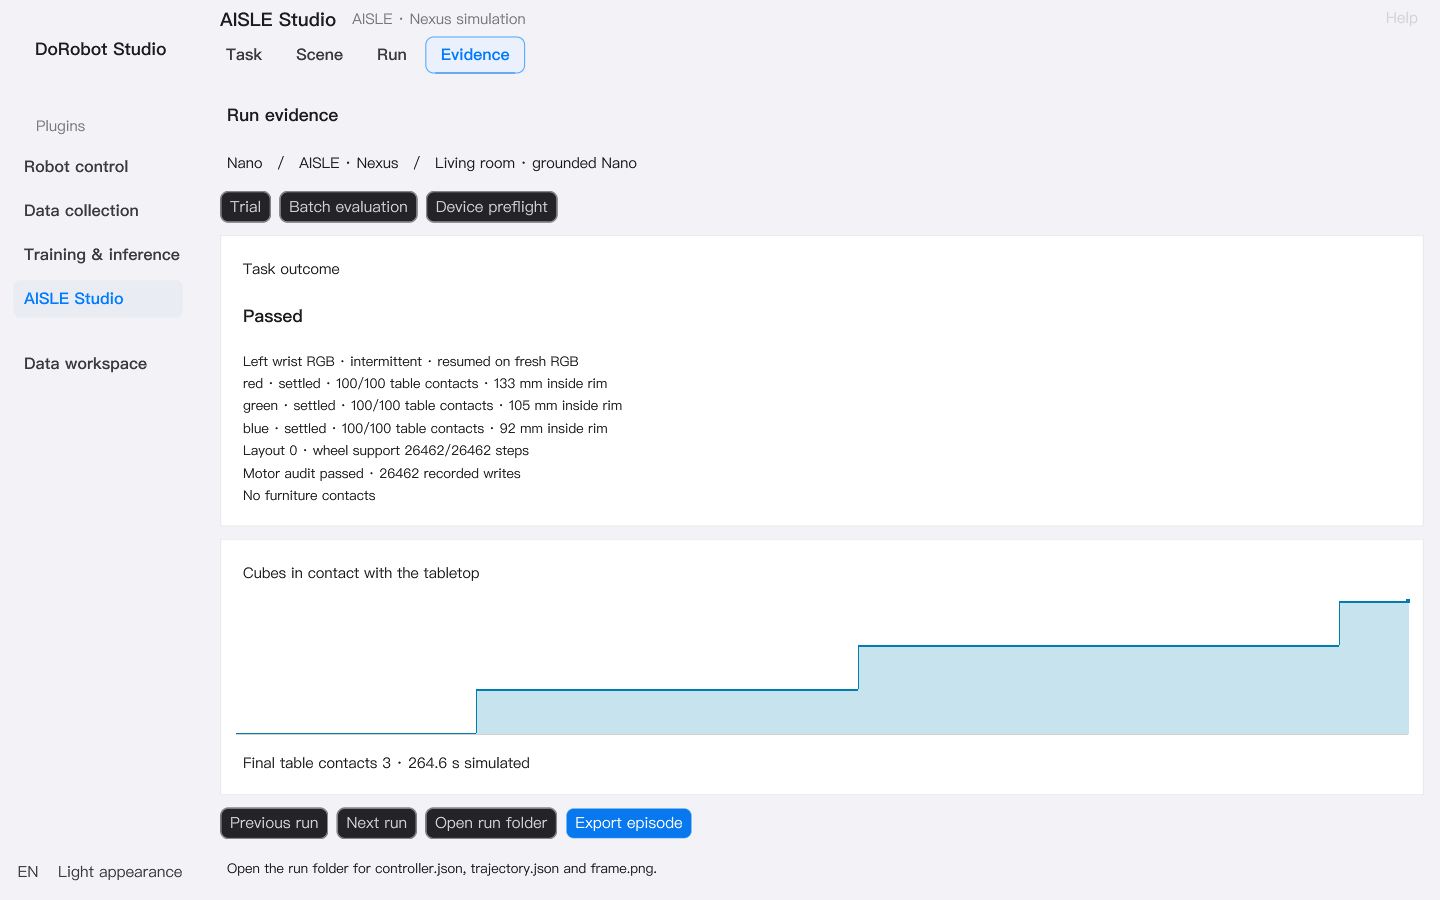 DoRobot Studio
Plugins
Robot control
Data collection
Training & inference
AISLE Studio
Data workspace
EN Light appearance
AISLE Studio AISLE · Nexus simulation
Help
Task Scene Run Evidence
Run evidence
Nano / AISLE · Nexus / Living room · grounded Nano
Trial Batch evaluation Device preflight
Task outcome
Passed
Left wrist RGB · intermittent · resumed on fresh RGB
red · settled · 100/100 table contacts · 133 mm inside rim
green · settled · 100/100 table contacts · 105 mm inside rim
blue · settled · 100/100 table contacts · 92 mm inside rim
Layout 0 · wheel support 26462/26462 steps
Motor audit passed · 26462 recorded writes
No furniture contacts
Cubes in contact with the tabletop
Final table contacts 3 · 264.6 s simulated
Previous run Next run Open run folder Export episode
Open the run folder for controller.json, trajectory.json and frame.png.